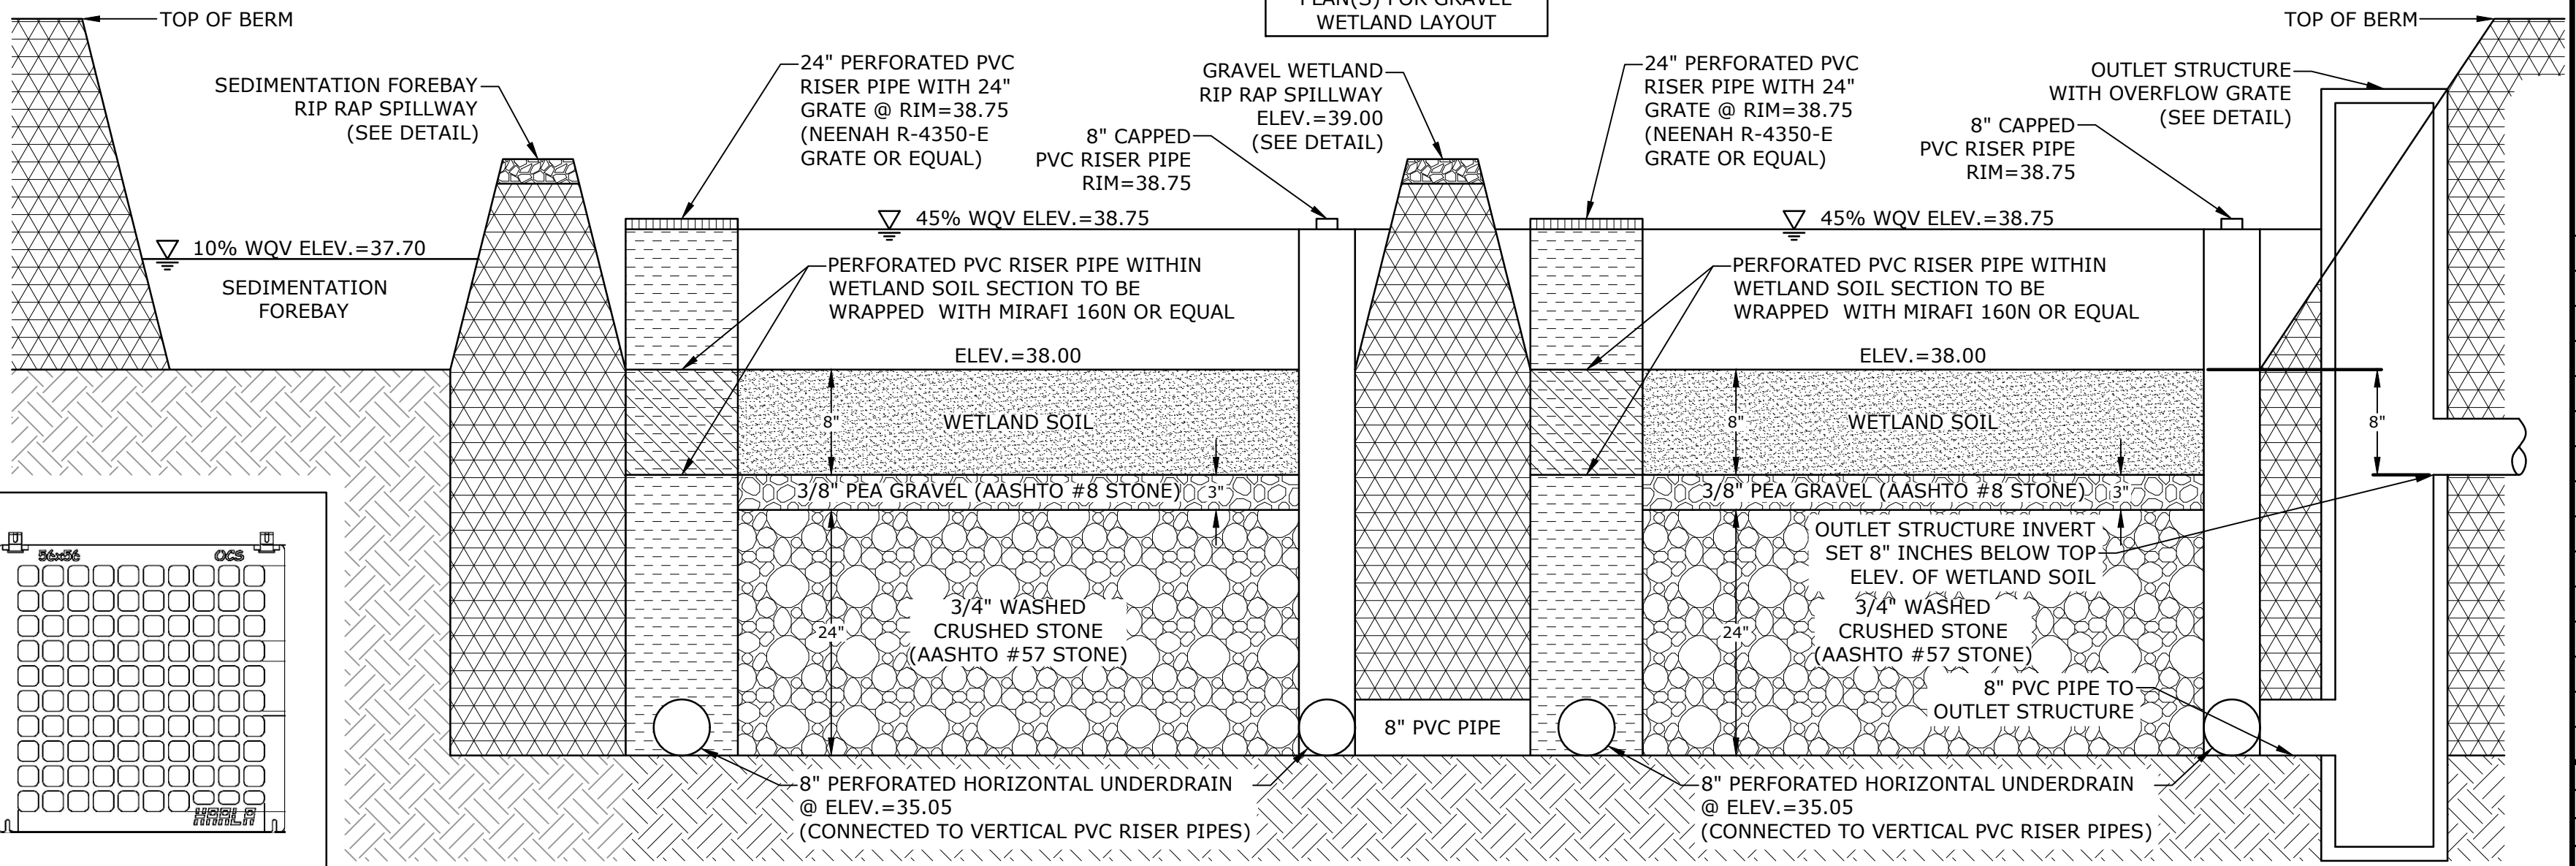 PLAN(S) FOR GRAVEL
WETLAND LAYOUT
TOP OF BERM
TOP OF BERM
SEDIMENTATION FOREBAY
RIP RAP SPILLWAY
(SEE DETAIL)
24" PERFORATED PVC
RISER PIPE WITH 24"
GRATE @ RIM=38.75
(NEENAH R-4350-E
GRATE OR EQUAL)
GRAVEL WETLAND
RIP RAP SPILLWAY
ELEV.=39.00
(SEE DETAIL)
8" CAPPED
PVC RISER PIPE
RIM=38.75
24" PERFORATED PVC
RISER PIPE WITH 24"
GRATE @ RIM=38.75
(NEENAH R-4350-E
GRATE OR EQUAL)
OUTLET STRUCTURE
WITH OVERFLOW GRATE
(SEE DETAIL)
8" CAPPED
PVC RISER PIPE
RIM=38.75
10% WQV ELEV.=37.70
SEDIMENTATION
FOREBAY
45% WQV ELEV.=38.75
45% WQV ELEV.=38.75
PERFORATED PVC RISER PIPE WITHIN
WETLAND SOIL SECTION TO BE
WRAPPED WITH MIRAFI 160N OR EQUAL
PERFORATED PVC RISER PIPE WITHIN
WETLAND SOIL SECTION TO BE
WRAPPED WITH MIRAFI 160N OR EQUAL
ELEV.=38.00
ELEV.=38.00
8"
WETLAND SOIL
8"
WETLAND SOIL
8"
3/8" PEA GRAVEL (AASHTO #8 STONE)
3"
3/8" PEA GRAVEL (AASHTO #8 STONE)
3"
OUTLET STRUCTURE INVERT
SET 8" INCHES BELOW TOP
ELEV. OF WETLAND SOIL
24"
3/4" WASHED
CRUSHED STONE
(AASHTO #57 STONE)
24"
3/4" WASHED
CRUSHED STONE
(AASHTO #57 STONE)
8" PVC PIPE TO
OUTLET STRUCTURE
8" PVC PIPE
8" PERFORATED HORIZONTAL UNDERDRAIN
@ ELEV.=35.05
(CONNECTED TO VERTICAL PVC RISER PIPES)
8" PERFORATED HORIZONTAL UNDERDRAIN
@ ELEV.=35.05
(CONNECTED TO VERTICAL PVC RISER PIPES)
56x56
OCS
HAALA